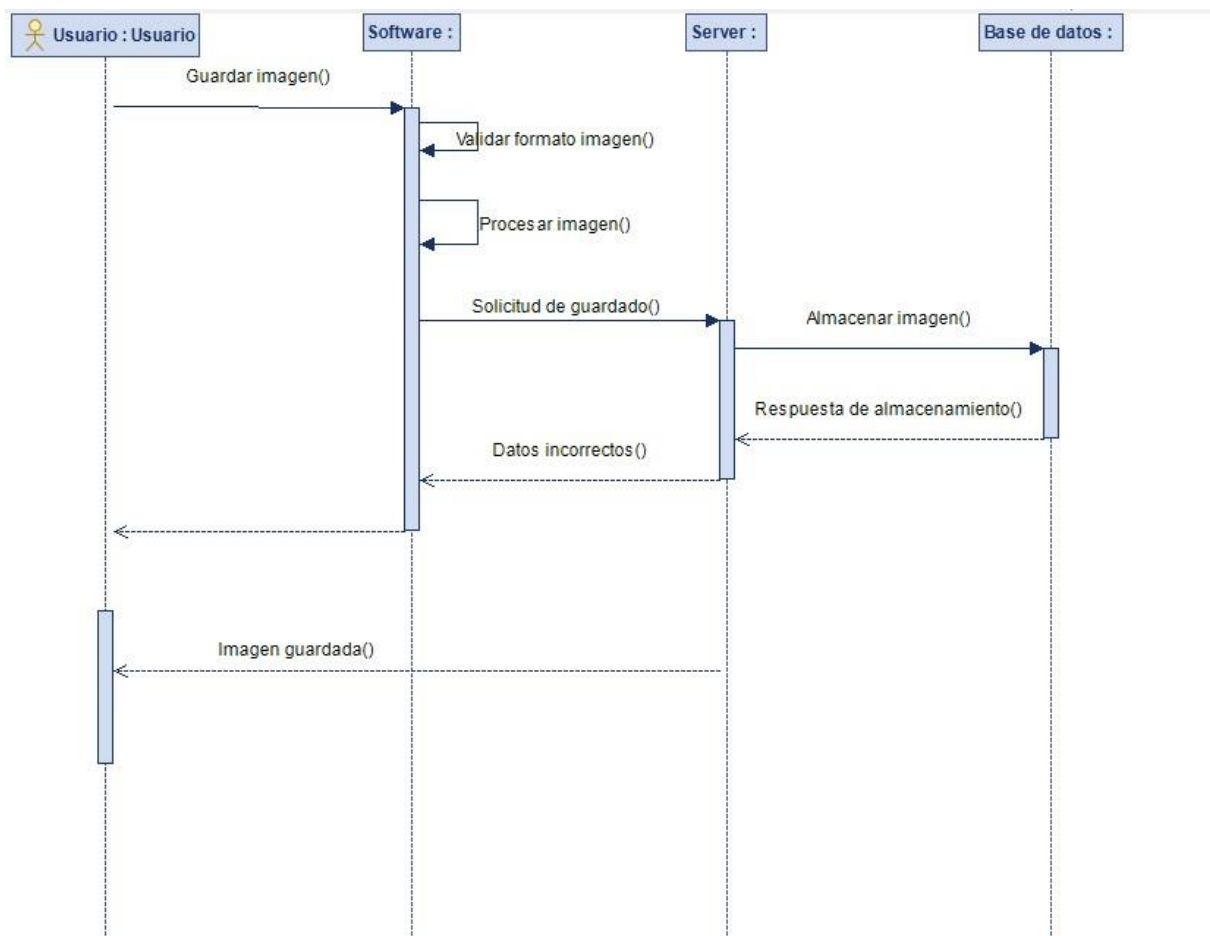 Usuario : Usuario
Software :
Server :
Base de datos :
Guardar imagen()
Validar formato imagen()
Procesar imagen()
Solicitud de guardado()
Almacenar imagen()
Respuesta de almacenamiento()
Datos incorrectos()
Imagen guardada()